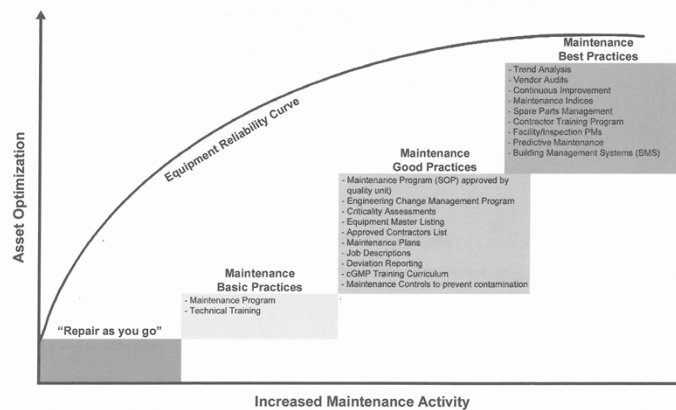 Maintenance
Best Practices
- Trend Analysis
- Vendor Audits
- Continuous Improvement
- Maintenance Indices
- Spare Parts Management
- Contractor Training Program
- Facility/Inspection PMs
- Predictive Maintenance
- Building Management Systems (BMS)
Equipment Reliability Curve
Maintenance
Good Practices
- Maintenance Program (SOP) approved by
quality unit)
- Engineering Change Management Program
- Criticality Assessments
- Equipment Master Listing
- Approved Contractors List
- Maintenance Plans
- Job Descriptions
- Deviation Reporting
- cGMP Training Curriculum
- Maintenance Controls to prevent contamination
Maintenance
Basic Practices
- Maintenance Program
- Technical Training
"Repair as you go"
Asset Optimization
Increased Maintenance Activity